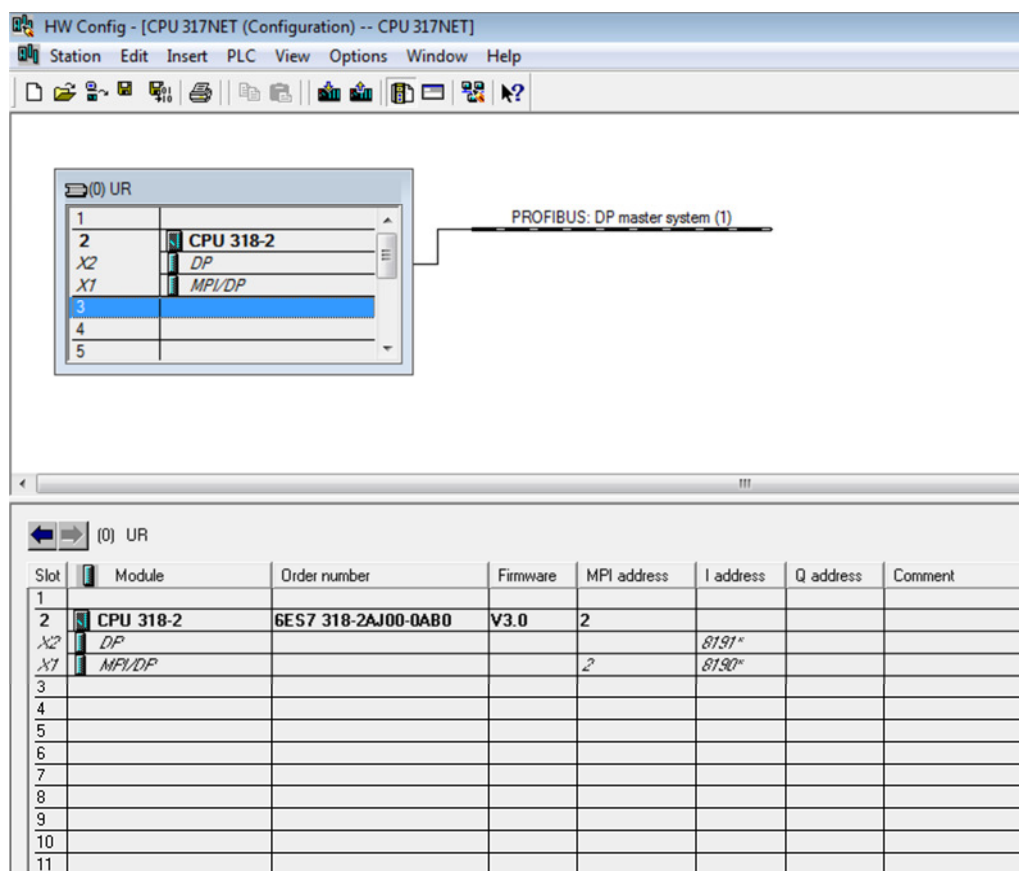 HW Config - [CPU 317NET (Configuration) -- CPU 317NET]
Station Edit Insert PLC View Options Window Help
(0) UR
1
2 CPU 318-2
X2 DP
X1 MPI/DP
3
4
5
PROFIBUS: DP master system (1)
(0) UR
Slot Module Order number Firmware MPI address I address Q address Comment
1
2 CPU 318-2 6ES7 318-2AJ00-0AB0 V3.0 2
X2 DP 8191*
X1 MPI/DP 2 8190*
3
4
5
6
7
8
9
10
11